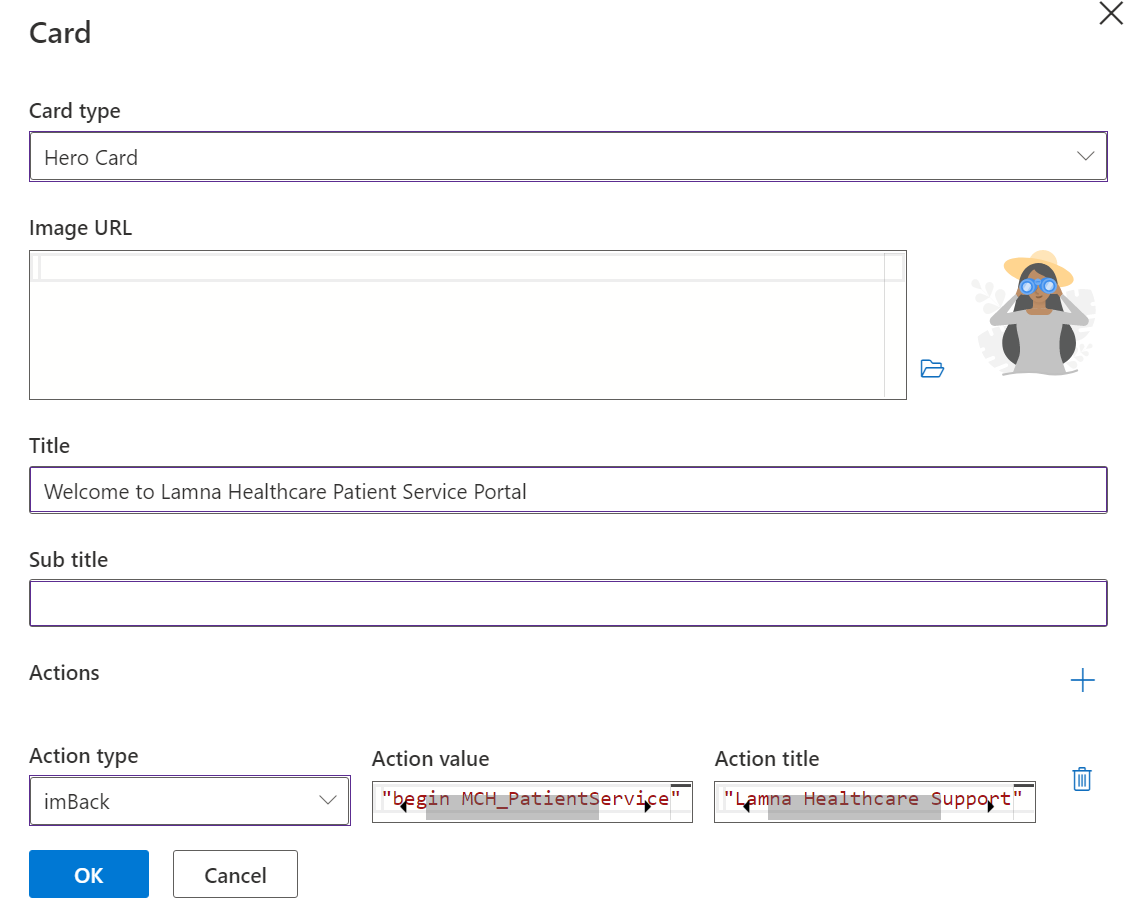 Card
Card type
Hero Card
Image URL
Title
Welcome to Lamna Healthcare Patient Service Portal
Sub title
Actions
Action type
Action value
Action title
imBack
"begin MCH_PatientService"
"Lamna Healthcare Support"
OK
Cancel